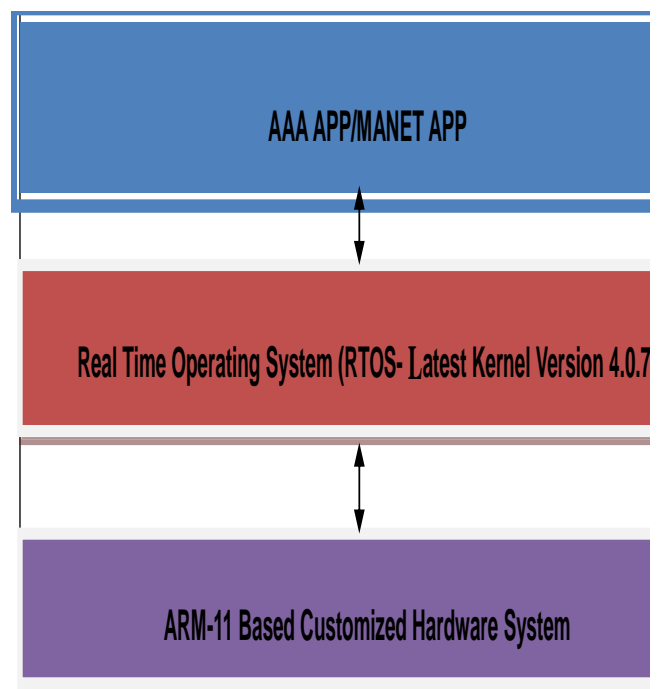 AAA APP/MANET APP
Real Time Operating System (RTOS- Latest Kernel Version 4.0.7
ARM-11 Based Customized Hardware System